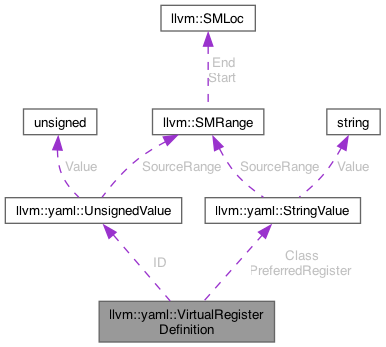 llvm::SMLoc
End
Start
unsigned
llvm::SMRange
string
Value
SourceRange
SourceRange
Value
llvm::yaml::UnsignedValue
llvm::yaml::StringValue
ID
Class
PreferredRegister
llvm::yaml::VirtualRegister
Definition